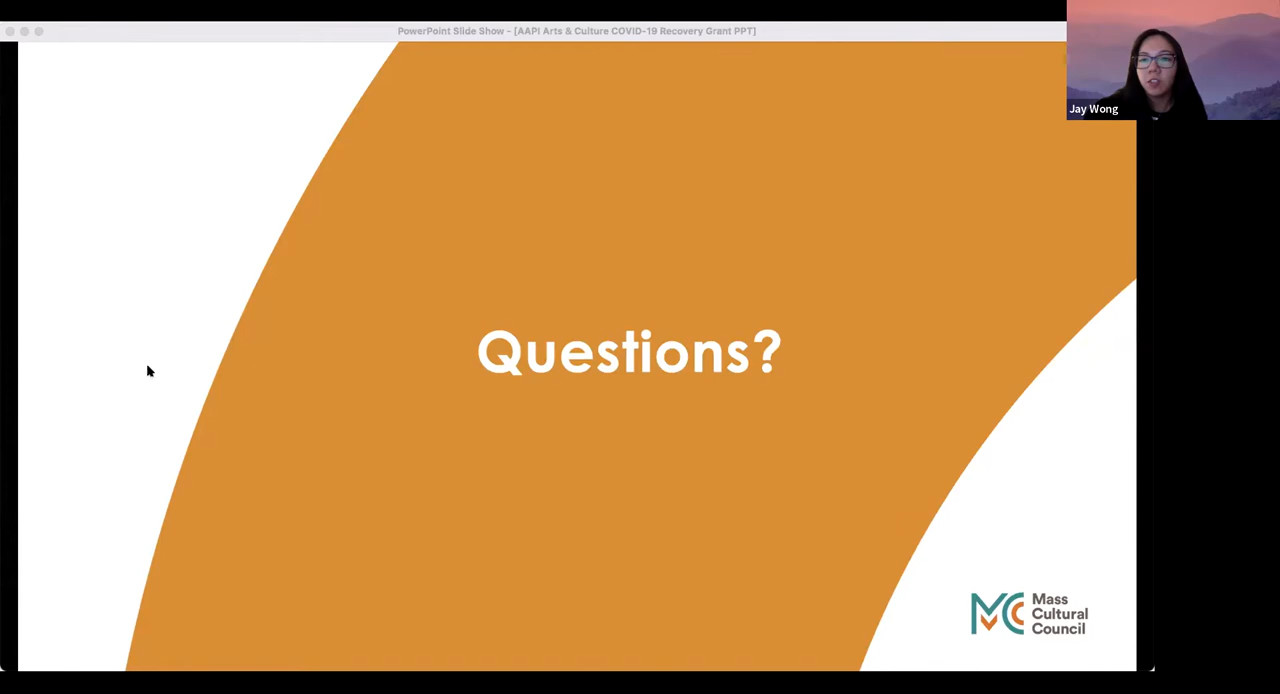 PowerPoint Slide Show - [AAPI Arts & Culture COVID-19 Recovery Grant PPT]
Jay Wong
Questions?
Mass
Cultural
Council